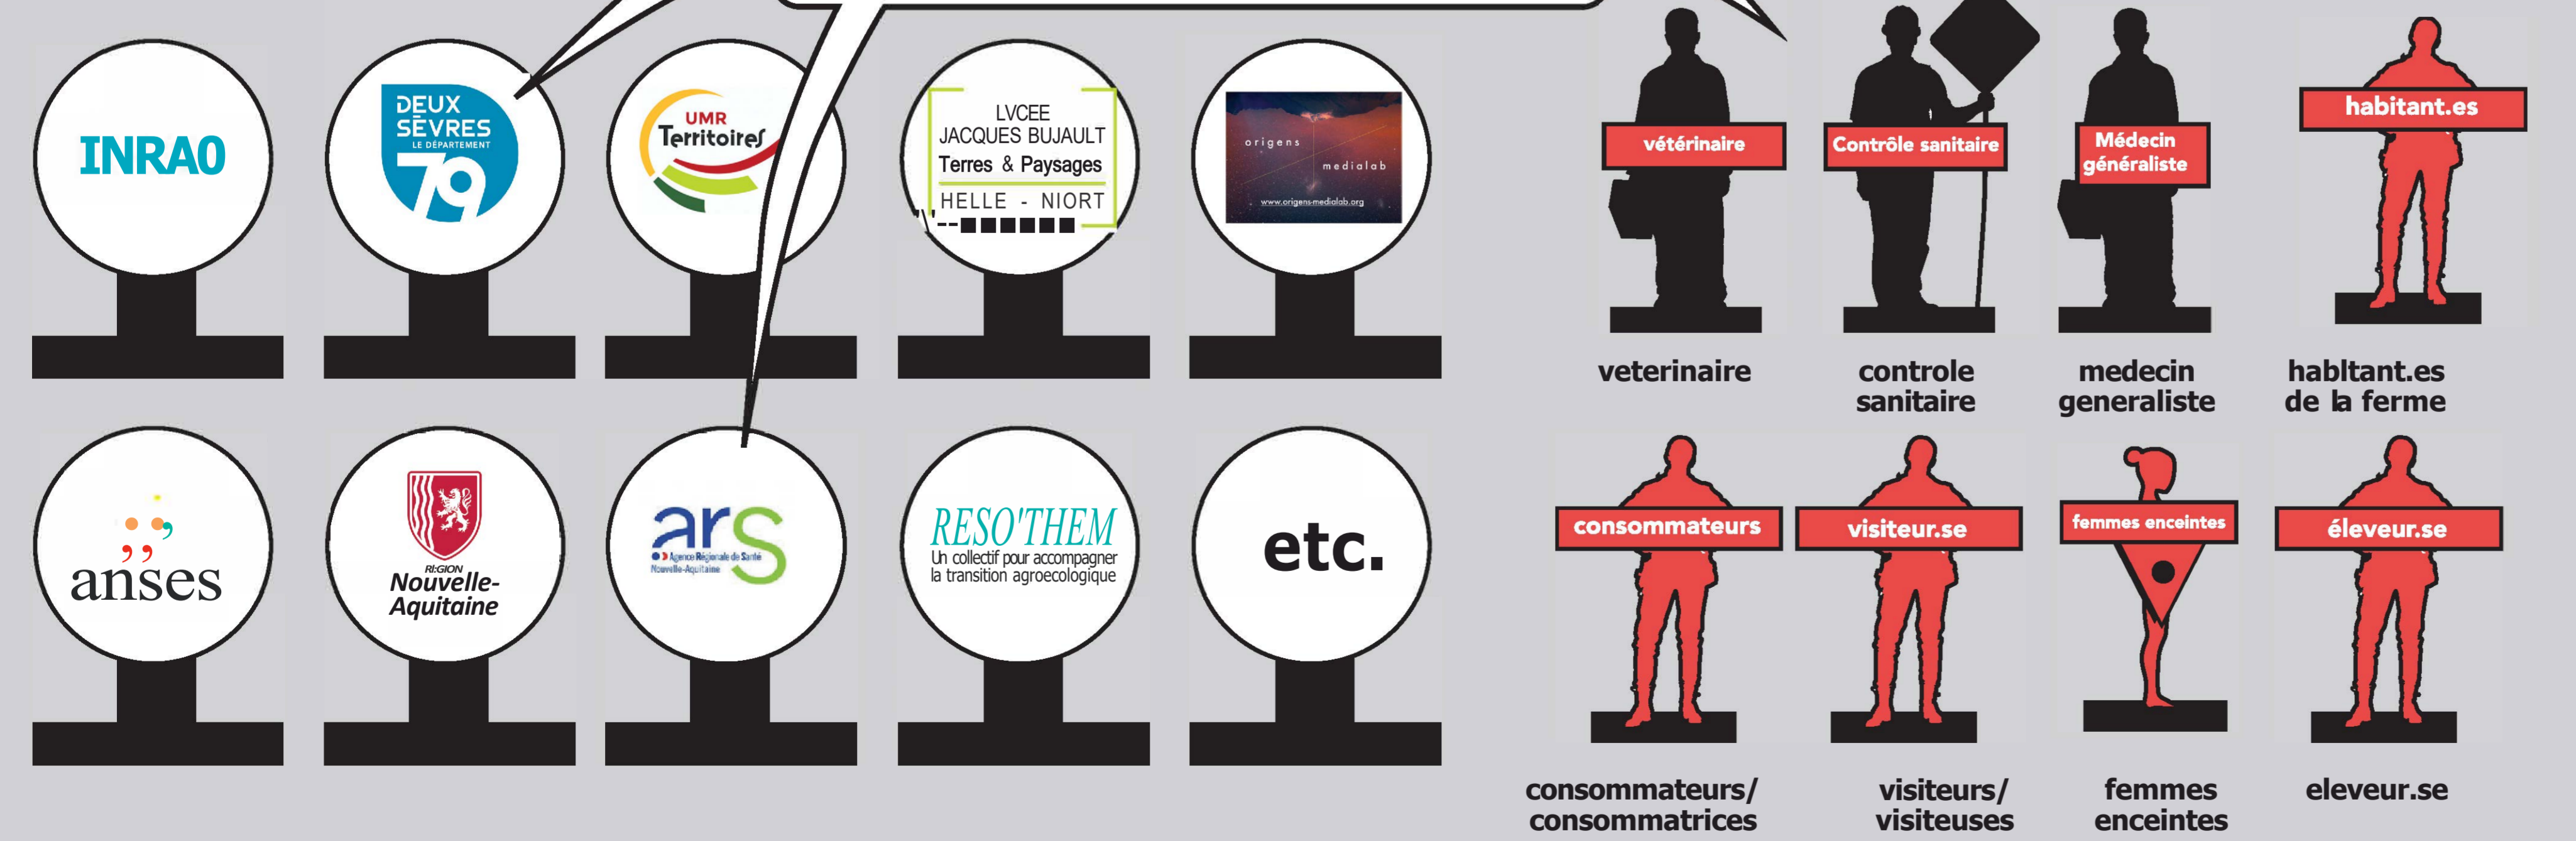 INRAO
DEUX
SÈVRES
LE DÉPARTEMENT
79
UMR
Territoires
LVCEE
JACQUES BUJAULT
Terres & Paysages
HELLE - NIORT
origens
medialab
www.origens-medialab.org
vétérinaire
Contrôle sanitaire
Médecin
généraliste
habitant.es
veterinaire
controle
sanitaire
medecin
generaliste
habltant.es
de la ferme
anses
RI:GION
Nouvelle-
Aquitaine
ars
Agence Régionale de Santé
Nouvelle-Aquitaine
RESO'THEM
Un collectif pour accompagner
la transition agroecologique
etc.
consommateurs
visiteur.se
femmes enceintes
éleveur.se
consommateurs/
consommatrices
visiteurs/
visiteuses
femmes
enceintes
eleveur.se